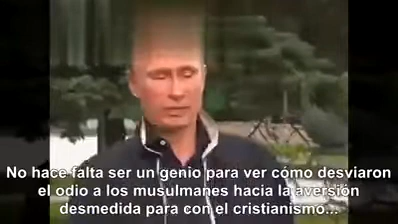 No hace falta ser un genio para ver cómo desviaron
el odio a los musulmanes hacia la aversión
desmedida para con el cristianismo...